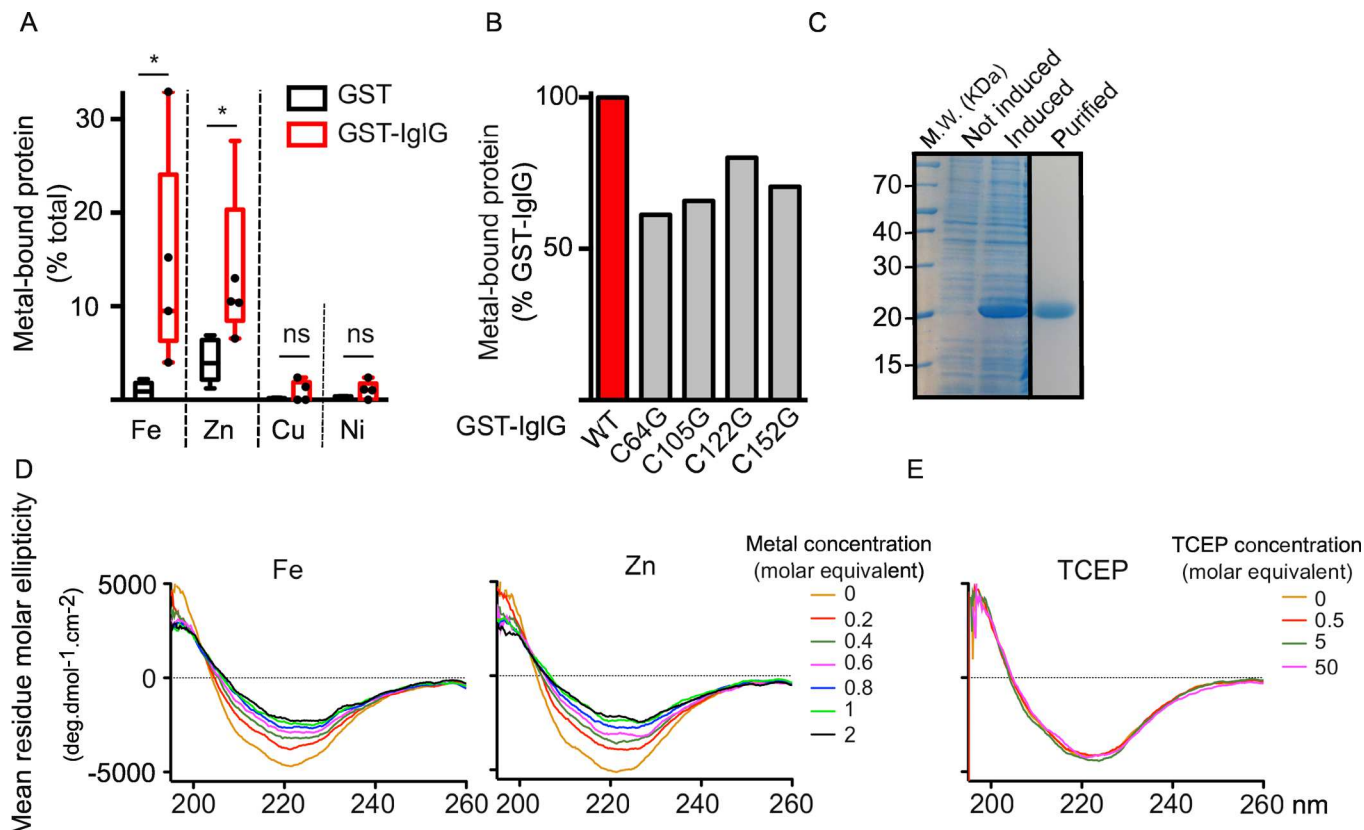 A
Metal-bound protein
(% total)
30
20
10
*
*
ns
ns
GST
GST-IglG
Fe
Zn
Cu
Ni
B
Metal-bound protein
(% GST-IglG)
100
50
GST-IglG
WT
C64G
C105G
C122G
C152G
C
M.W. (KDa)
Not induced
Induced
Purified
70
40
30
20
15
D
Mean residue molar ellipticity
(deg.dmol-1.cm-2)
Fe
5000
0
-5000
200
220
240
260
Zn
200
220
240
260
Metal concentration
(molar equivalent)
0
0.2
0.4
0.6
0.8
1
2
E
TCEP
200
220
240
260 nm
TCEP concentration
(molar equivalent)
0
0.5
5
50